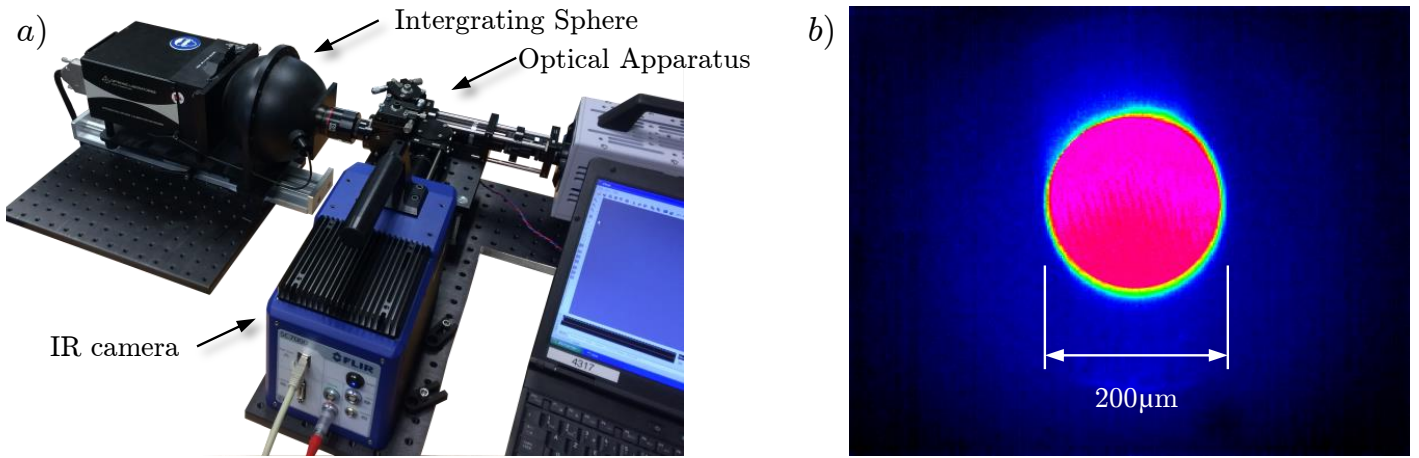 a)
Intergrating Sphere
Optical Apparatus
IR camera
FLIR
4317
b)
200µm